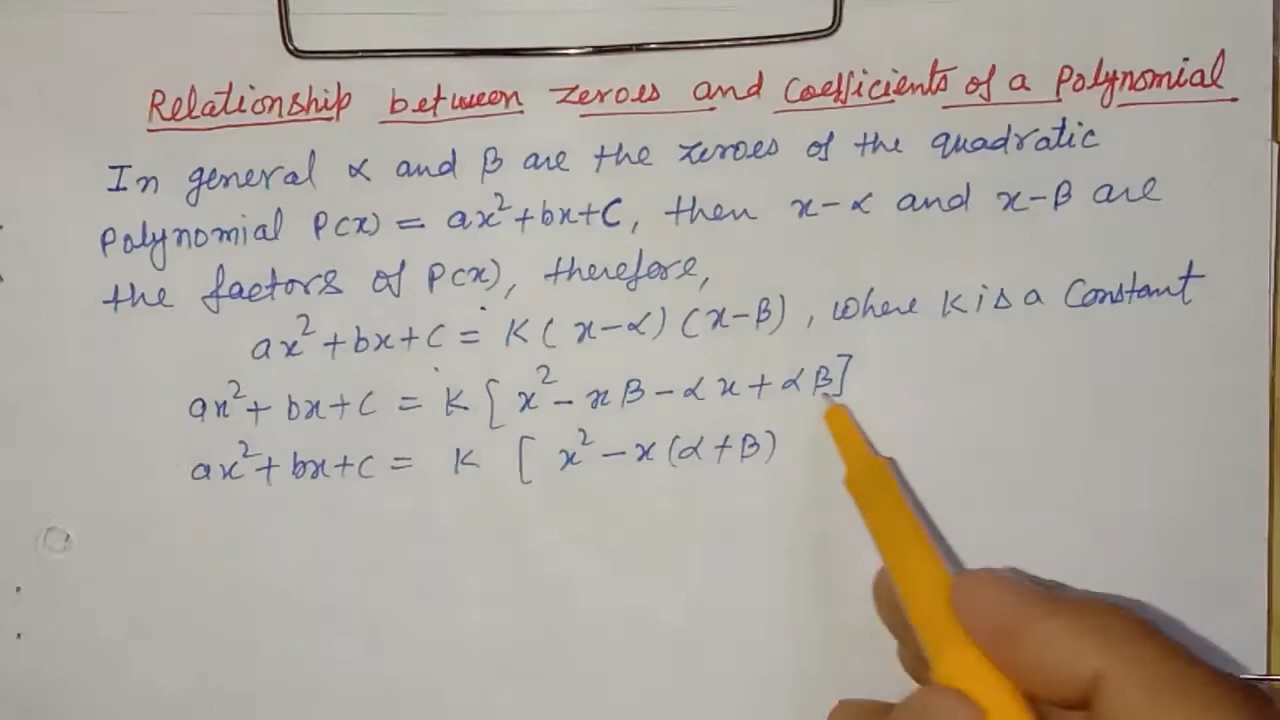 Relationship between zeroes and Coefficients of a Polynomial
In general α and β are the zeroes of the quadratic
Polynomial P(x) = ax²+bx+C, then x-α and x-β are
the factors of P(x), therefore,
ax²+bx+C = K(x-α)(x-β), where K is a Constant
ax²+bx+C = K[x²-xβ-αx+αβ]
ax²+bx+C = K [x²-x(α+β)